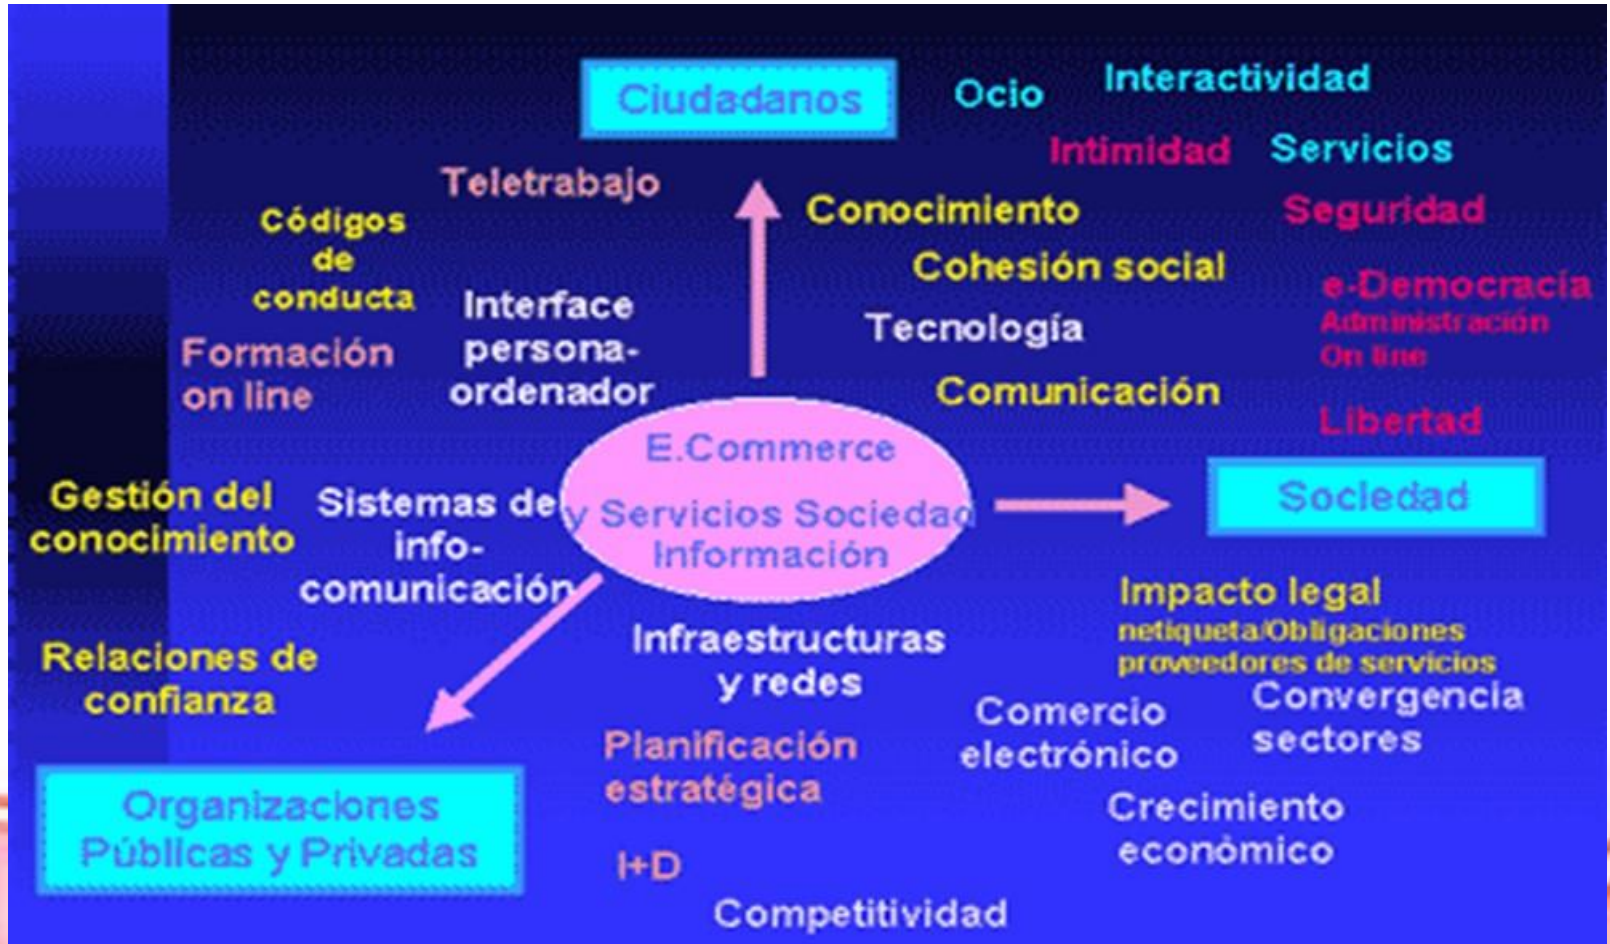 Ciudadanos
Ocio
Interactividad
Intimidad
Servicios
Teletrabajo
Conocimiento
Seguridad
Códigos
de
conducta
Cohesión social
e-Democracía
Administración
On line
Interface
persona-
ordenador
Tecnología
Formación
on line
Comunicación
Libertad
E.Commerce
y Servicios Sociedad
Información
Sociedad
Gestión del
conocimiento
Sistemas de
info-
comunicación
Impacto legal
netiqueta/Obligaciones
proveedores de servicios
Infraestructuras
y redes
Relaciones de
confianza
Convergencia
sectores
Comercio
electrónico
Planificación
estratégica
Organizaciones
Públicas y Privadas
Crecimiento
económico
I+D
Competitividad